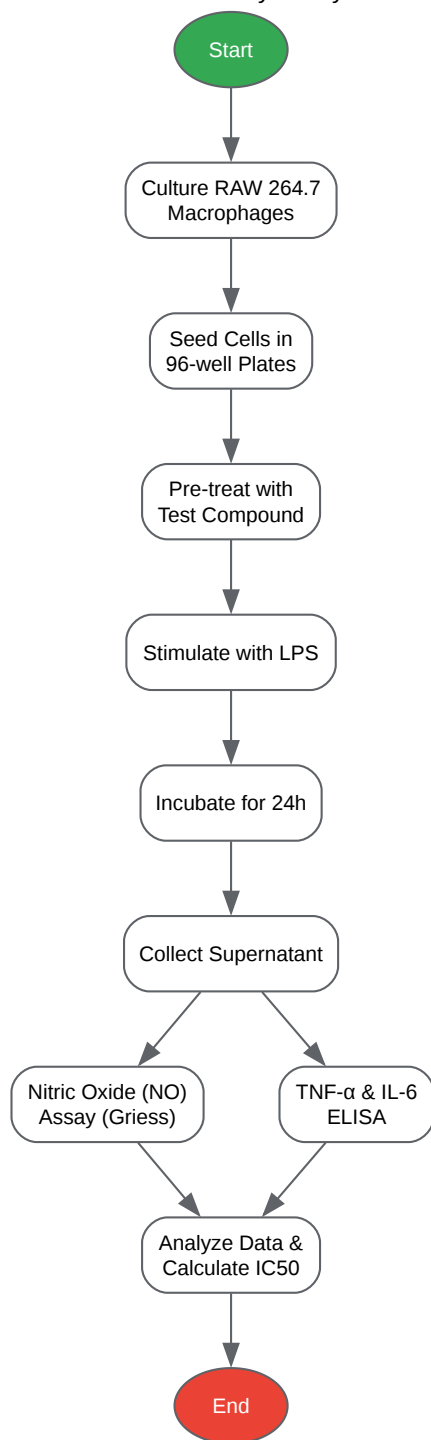 Start
Culture RAW 264.7
Macrophages
Seed Cells in
96-well Plates
Pre-treat with
Test Compound
Stimulate with LPS
Incubate for 24h
Collect Supernatant
Nitric Oxide (NO)
Assay (Griess)
TNF-α & IL-6
ELISA
Analyze Data &
Calculate IC50
End